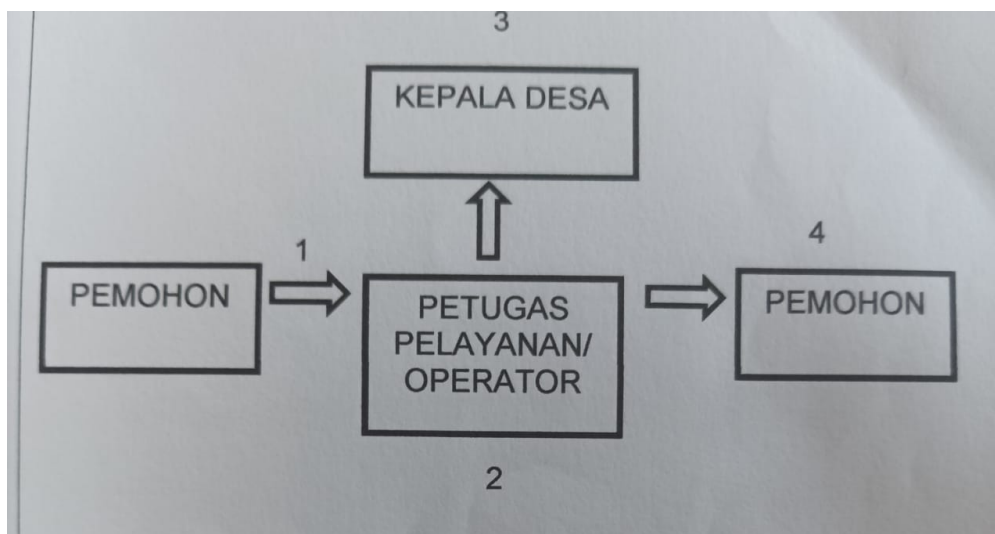 3
KEPALA DESA
1
4
PEMOHON
PETUGAS
PELAYANAN/
OPERATOR
PEMOHON
2